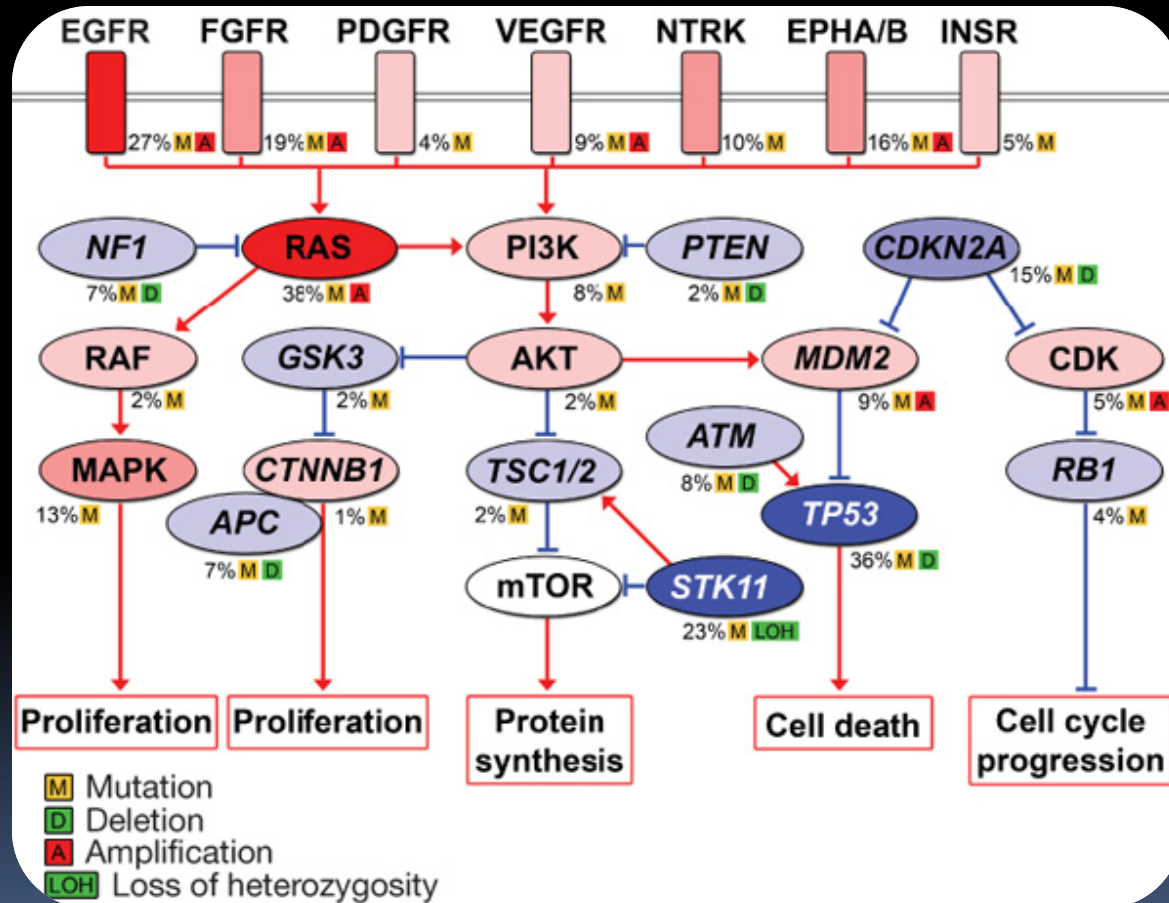 EGFR FGFR PDGFR VEGFR NTRK EPHA/B INSR
27% M A 19% M A 4% M 9% M A 10% M 16% M A 5% M
NF1 RAS PI3K PTEN CDKN2A
7% M D 38% M A 8% M 2% M D 15% M D
RAF GSK3 AKT MDM2 CDK
2% M 2% M 2% M 9% M A 5% M A
ATM
8% M D
MAPK CTNNB1 TSC1/2 RB1
13% M 1% M 2% M 4% M
APC TP53
7% M D 36% M D
mTOR STK11
23% M LOH
Proliferation Proliferation Protein Cell death Cell cycle
synthesis progression
M Mutation
D Deletion
A Amplification
LOH Loss of heterozygosity